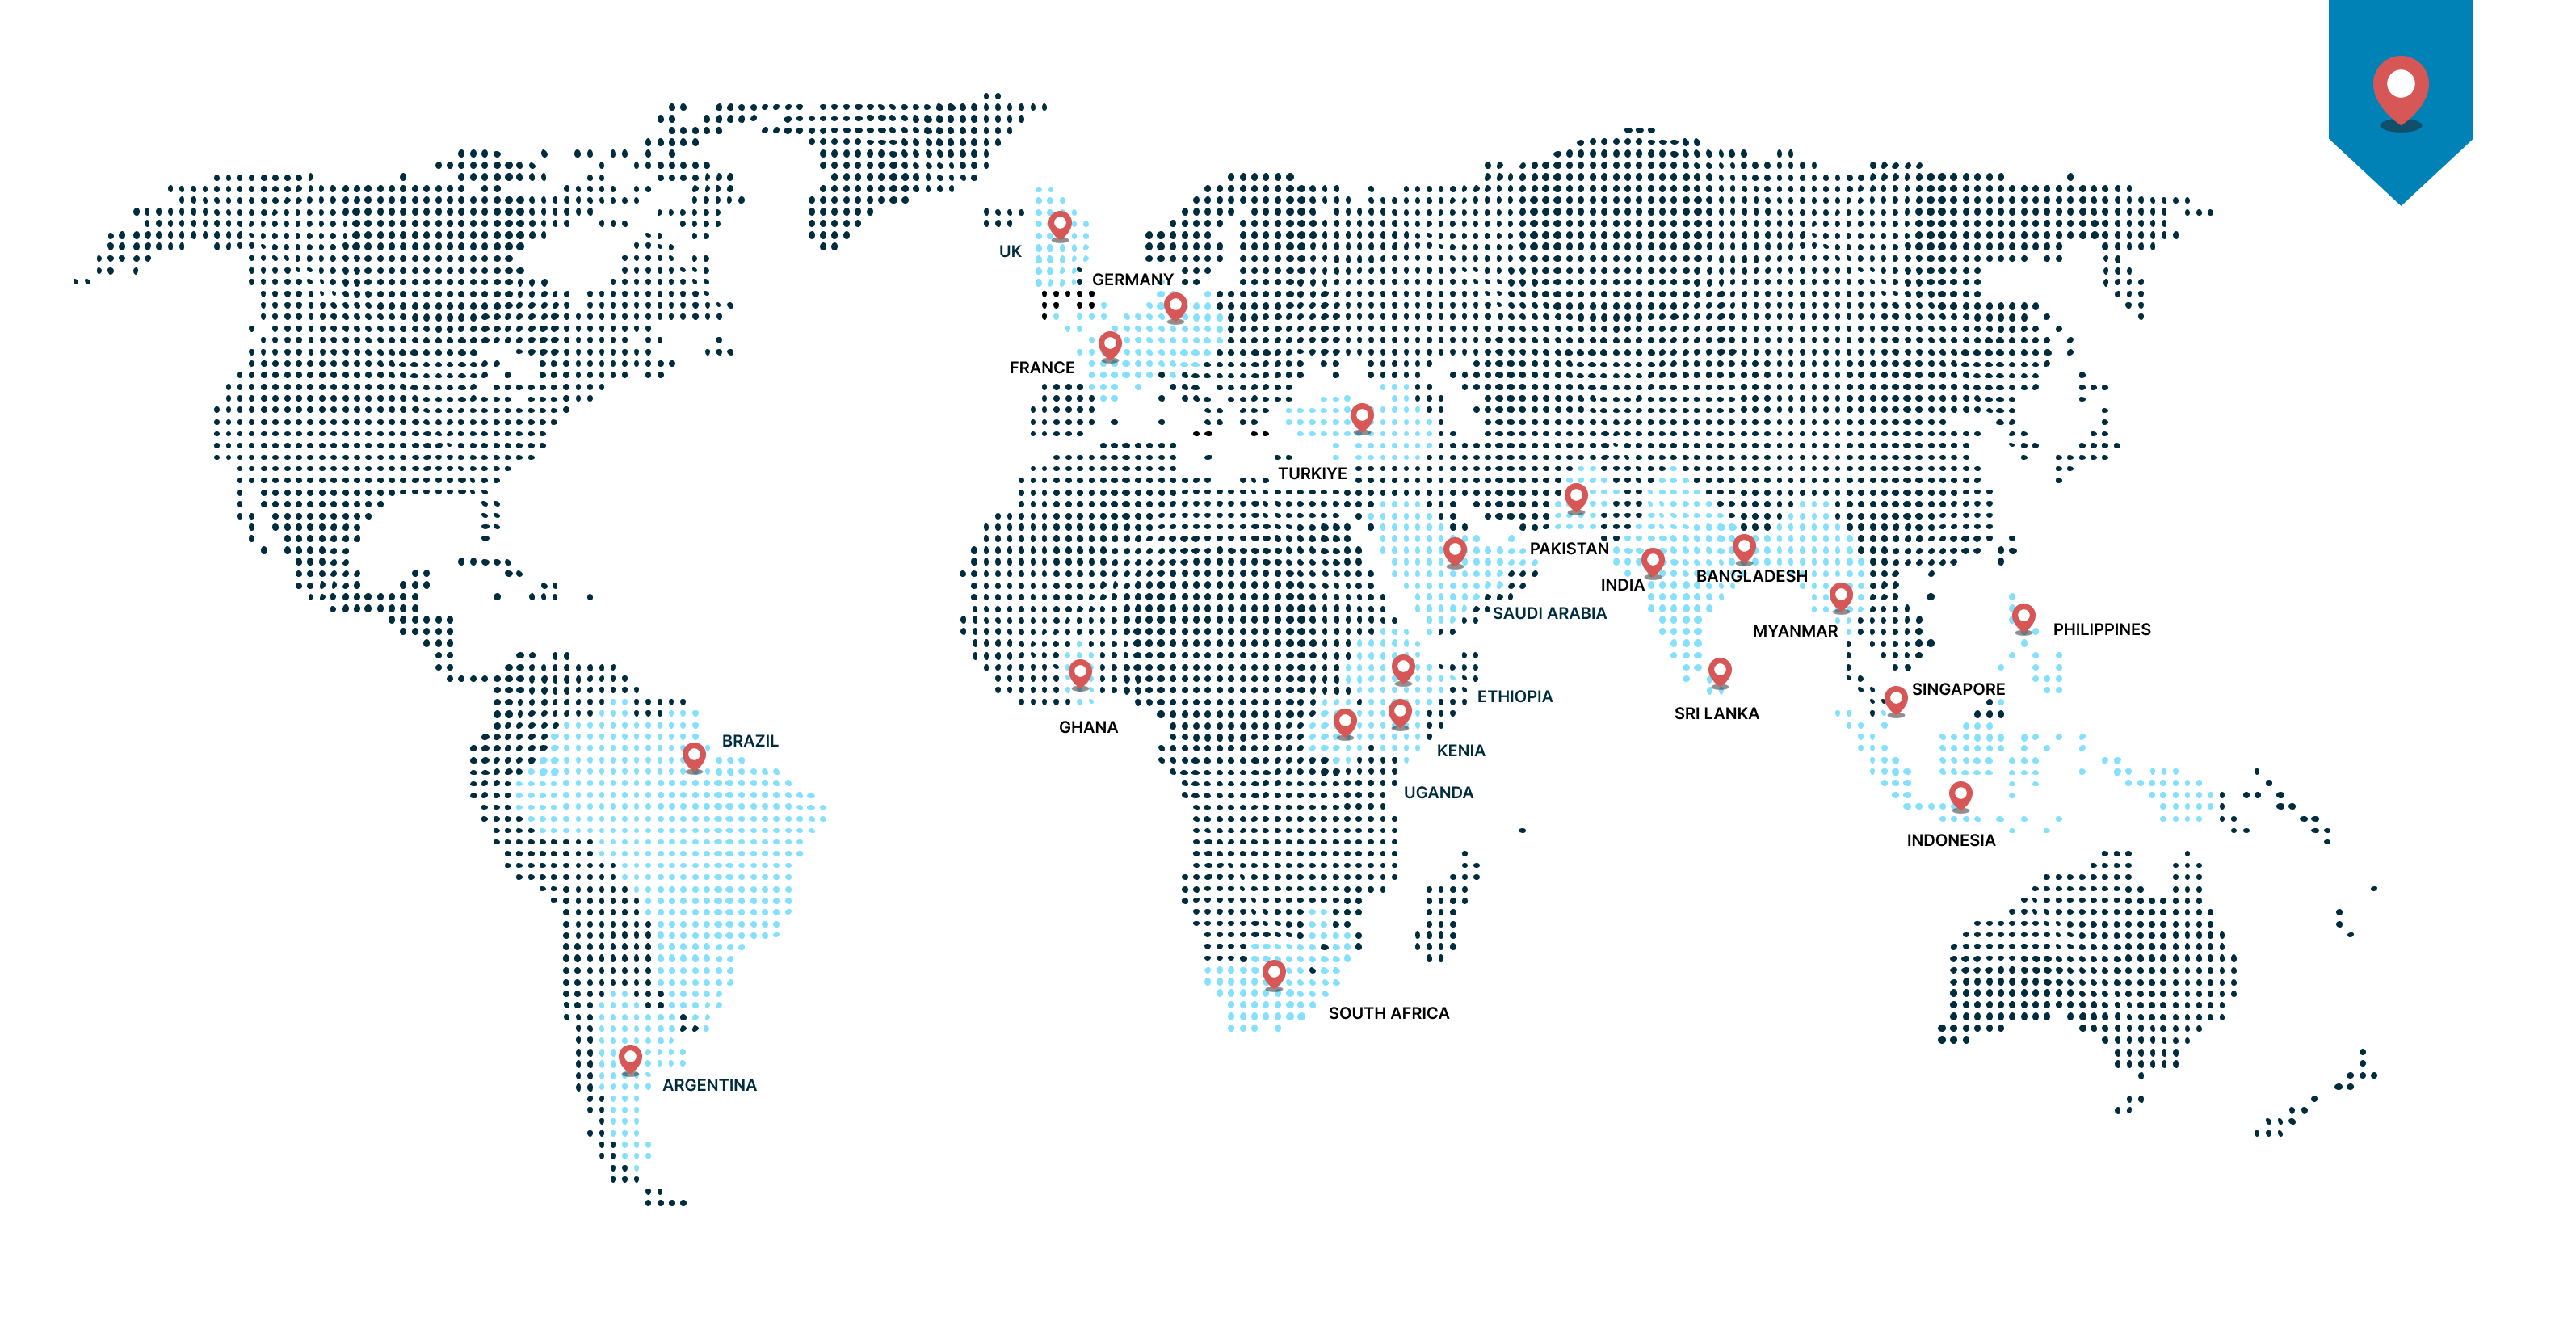 UK
GERMANY
FRANCE
TURKIYE
PAKISTAN
INDIA
BANGLADESH
SAUDI ARABIA
MYANMAR
PHILIPPINES
SINGAPORE
ETHIOPIA
SRI LANKA
GHANA
BRAZIL
KENIA
UGANDA
INDONESIA
SOUTH AFRICA
ARGENTINA